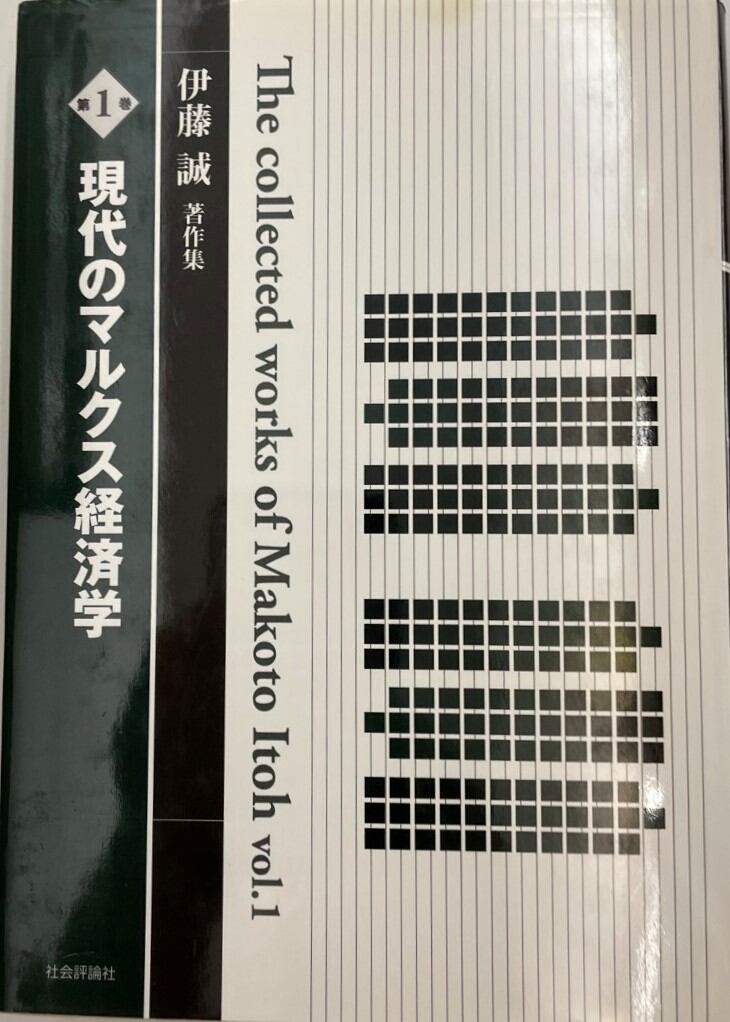 第1巻
現代のマルクス経済学
伊藤 誠 著作集
The collected works of Makoto Itoh vol.1
社会評論社